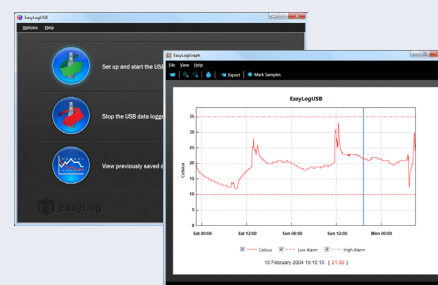 EasyLogUSB
Options Help
Set up and start the USB
Stop the USB data logg
View previously saved d
EasyLog
EasyLogGraph
File View Help
Export Mark Samples
EasyLogUSB
Celsius
35
30
25
20
15
10
5
0
Sat 00:00 Sat 12:00 Sun 00:00 Sun 12:00 Mon 00:00
Celsius Low Alarm High Alarm
15 February 2004 19:15:15 [ 21.50 ]